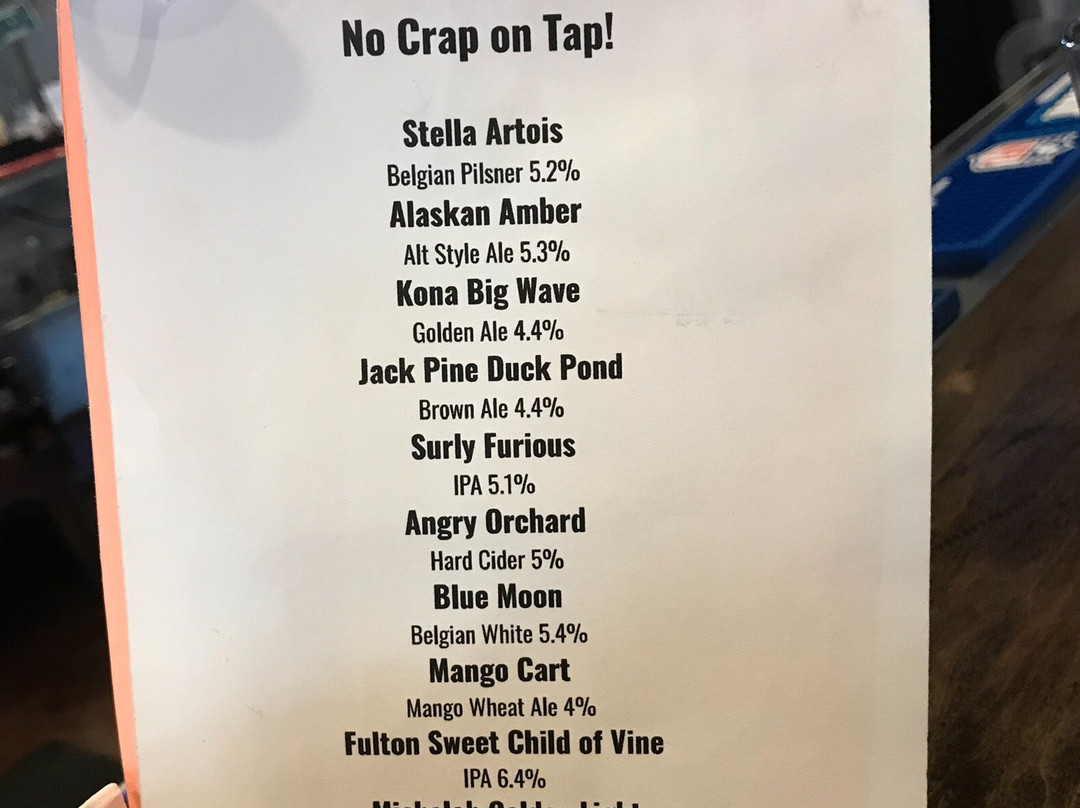 No Crap on Tap!
Stella Artois
Belgian Pilsner 5.2%
Alaskan Amber
Alt Style Ale 5.3%
Kona Big Wave
Golden Ale 4.4%
Jack Pine Duck Pond
Brown Ale 4.4%
Surly Furious
IPA 5.1%
Angry Orchard
Hard Cider 5%
Blue Moon
Belgian White 5.4%
Mango Cart
Mango Wheat Ale 4%
Fulton Sweet Child of Vine
IPA 6.4%
Michelob Golden Light